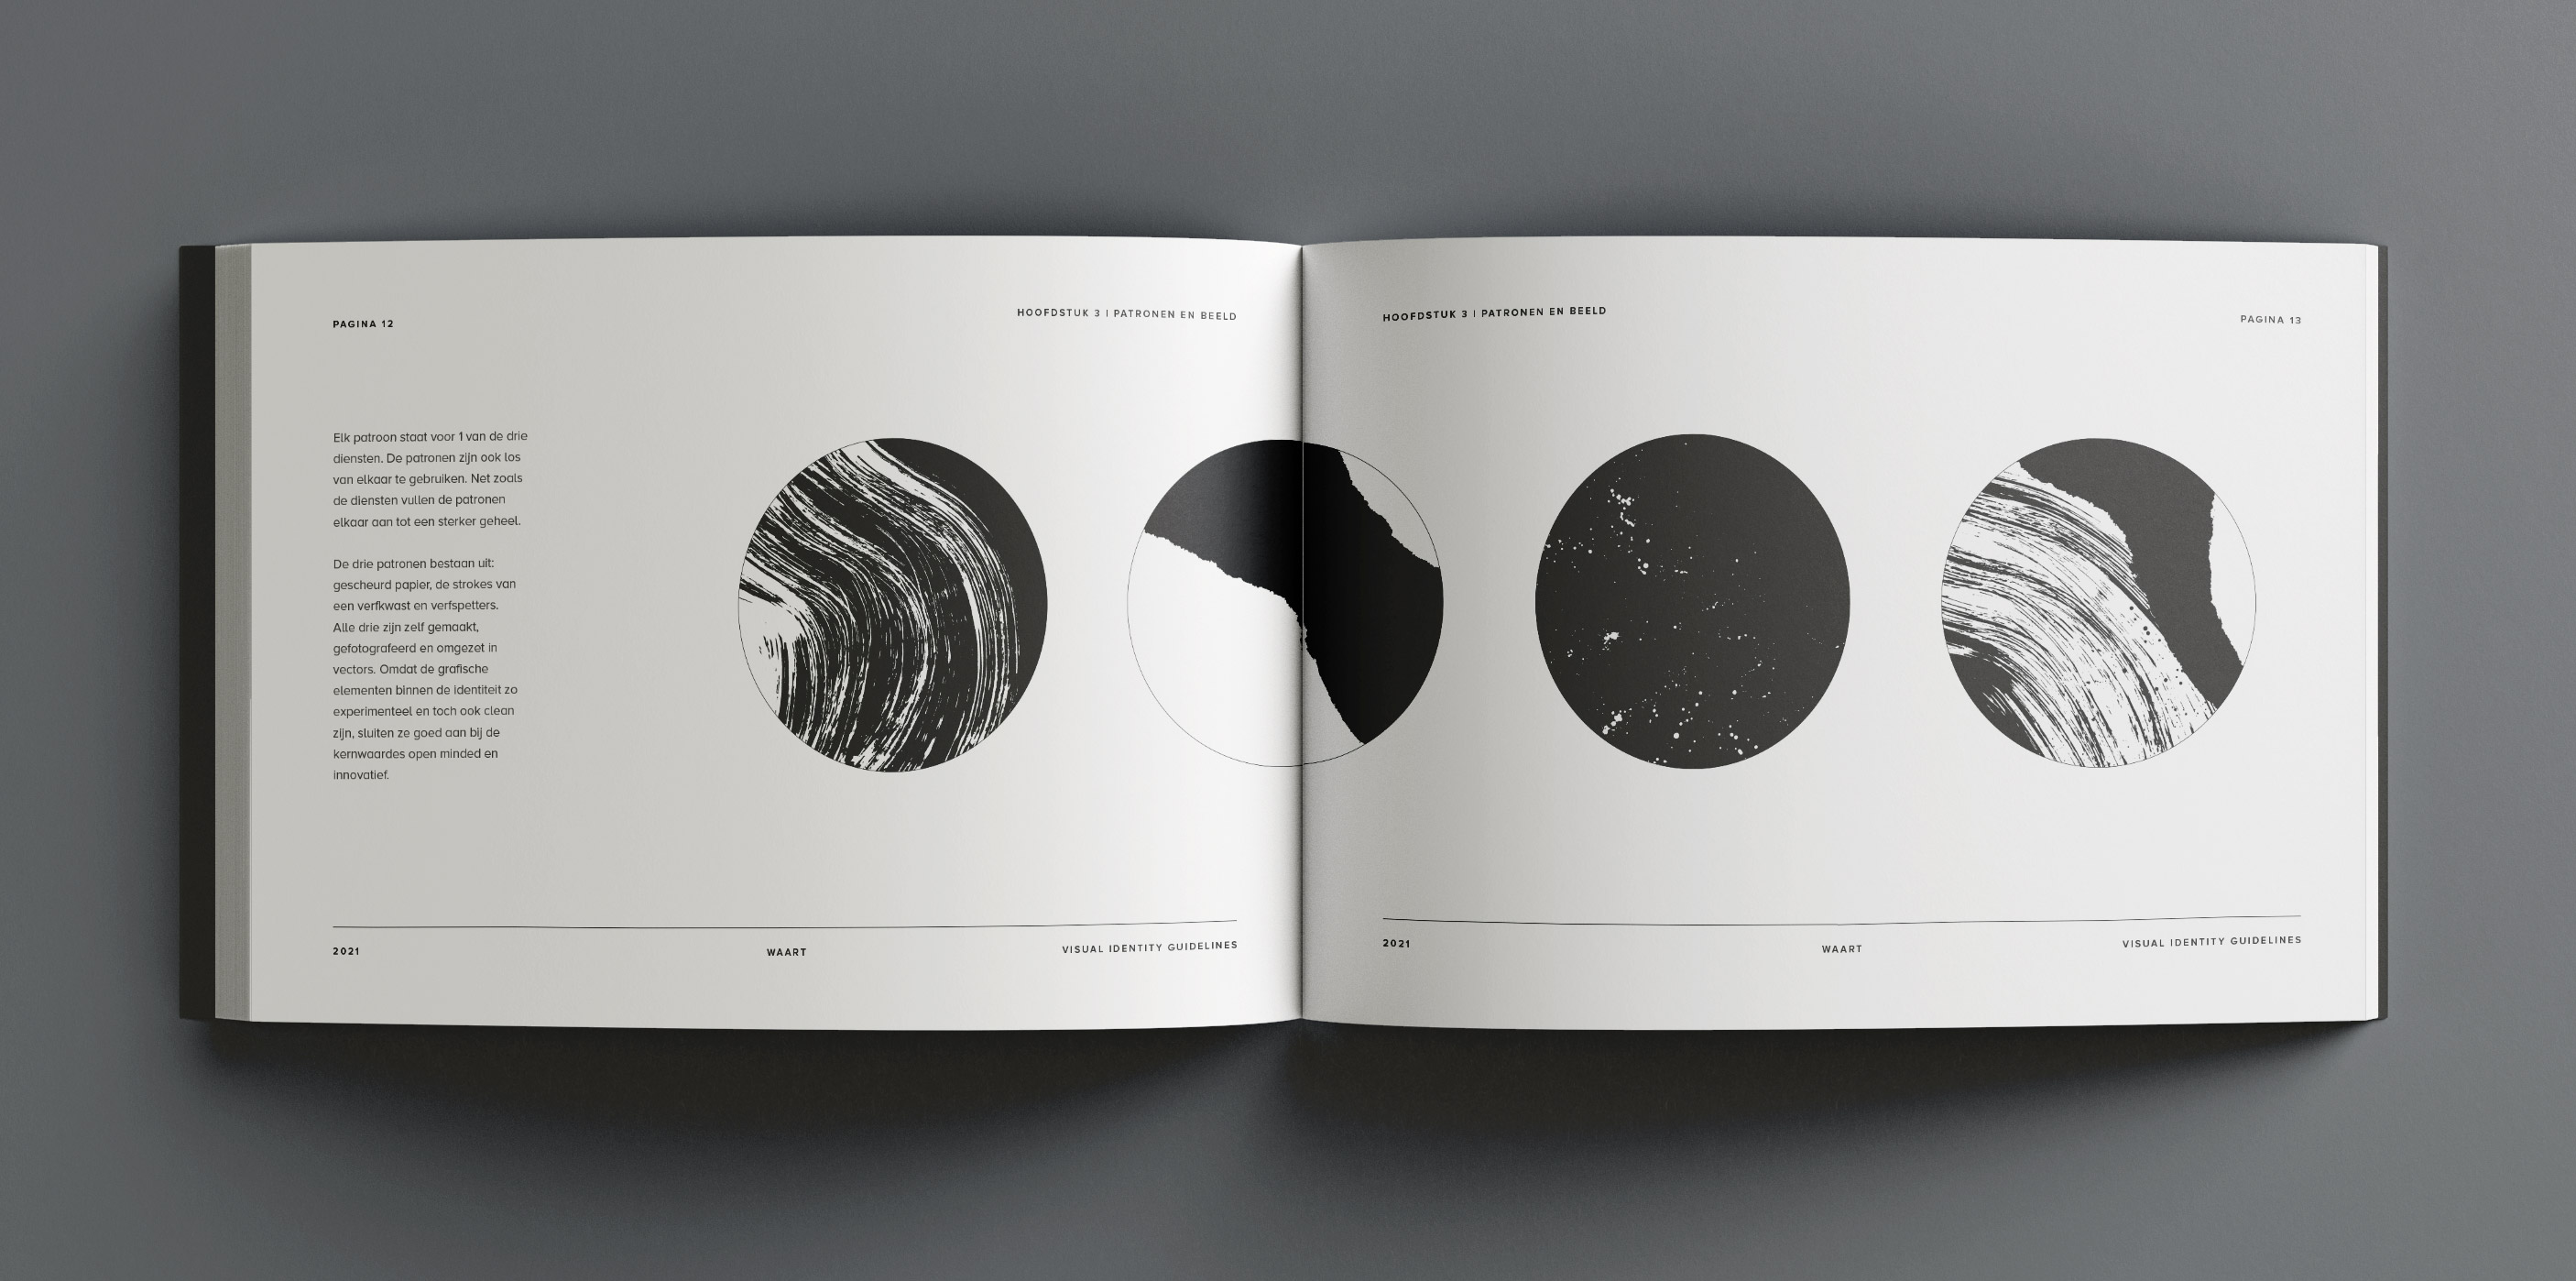 PAGINA 12
HOOFDSTUK 3 | PATRONEN EN BEELD
Elk patroon staat voor 1 van de drie
diensten. De patronen zijn ook los
van elkaar te gebruiken. Net zoals
de diensten vullen de patronen
elkaar aan tot een sterker geheel.
De drie patronen bestaan uit:
gescheurd papier, de strokes van
een verfkwast en verfspetters.
Alle drie zijn zelf gemaakt,
gefotografeerd en omgezet in
vectors. Omdat de grafische
elementen binnen de identiteit zo
experimenteel en toch ook clean
zijn, sluiten ze goed aan bij de
kernwaardes open minded en
innovatief.
2021
WAART
VISUAL IDENTITY GUIDELINES
HOOFDSTUK 3 | PATRONEN EN BEELD
PAGINA 13
2021
WAART
VISUAL IDENTITY GUIDELINES